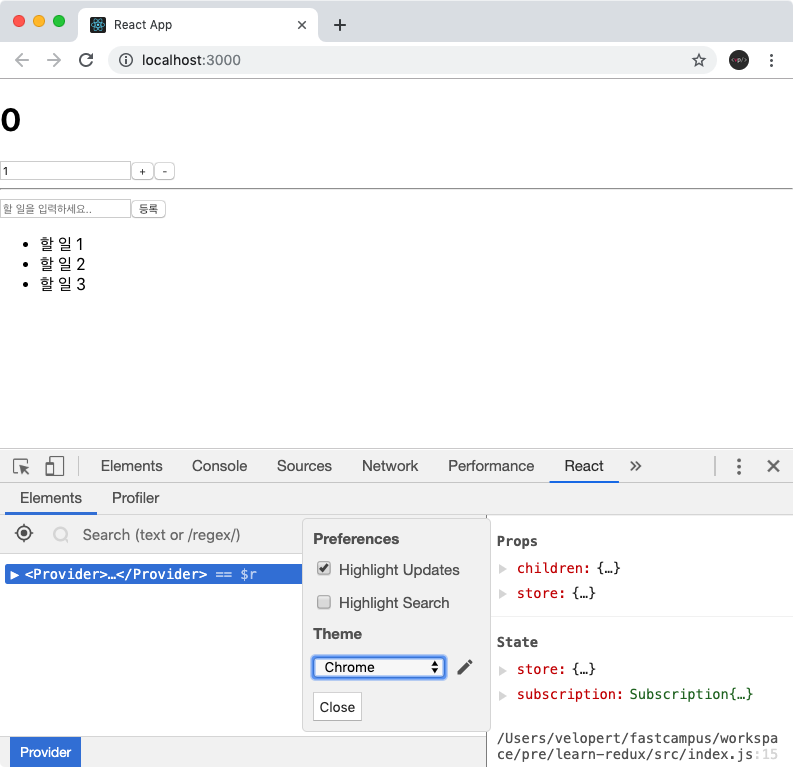 React App
localhost:3000
0
1 + -
할 일을 입력하세요.. 등록
• 할 일 1
• 할 일 2
• 할 일 3
Elements Console Sources Network Performance React »
Elements Profiler
Search (text or /regex/)
<Provider>…</Provider> == $r
Preferences
Highlight Updates
Highlight Search
Theme
Chrome
Close
Props
children: {…}
store: {…}
State
store: {…}
subscription: Subscription{…}
/Users/velopert/fastcampus/workspa
ce/pre/learn-redux/src/index.js:15
Provider